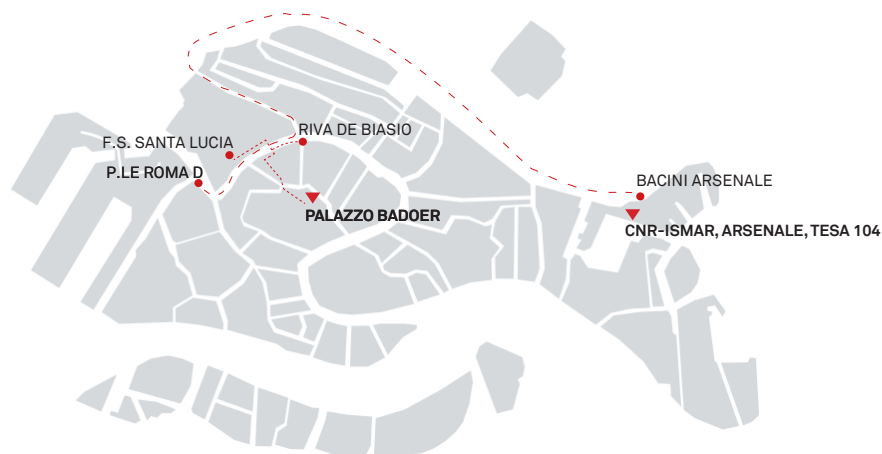 RIVA DE BIASIO
F.S. SANTA LUCIA
P.LE ROMA D
BACINI ARSENALE
PALAZZO BADOER
CNR-ISMAR, ARSENALE, TESA 104